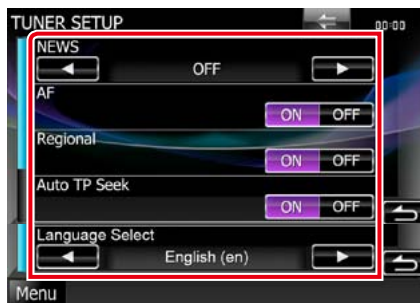 TUNER SETUP
00:00
NEWS
OFF
AF
ON OFF
Regional
ON OFF
Auto TP Seek
ON OFF
Language Select
English (en)
Menu